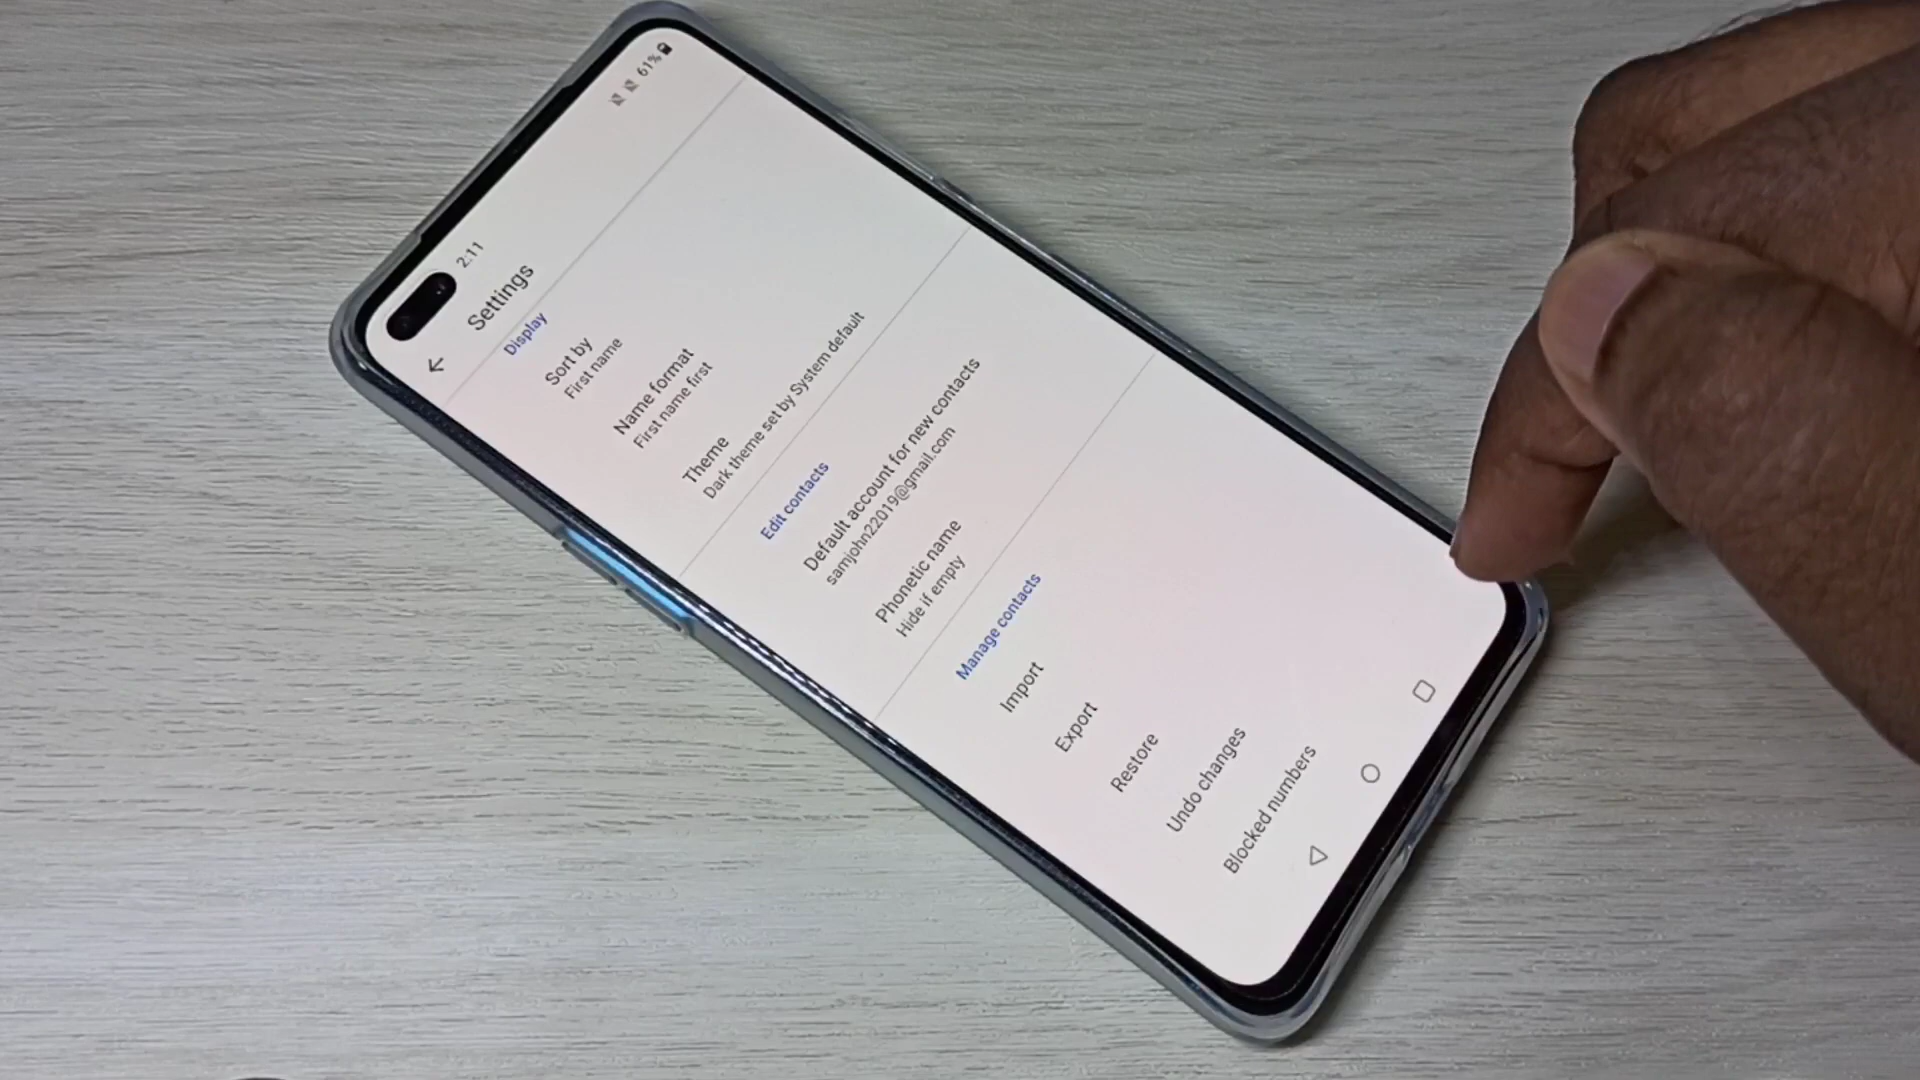 2:11
61%
Settings
Display
Sort by
First name
Name format
First name first
Theme
Dark theme set by System default
Edit contacts
Default account for new contacts
samjohn22019@gmail.com
Phonetic name
Hide if empty
Manage contacts
Import
Export
Restore
Undo changes
Blocked numbers